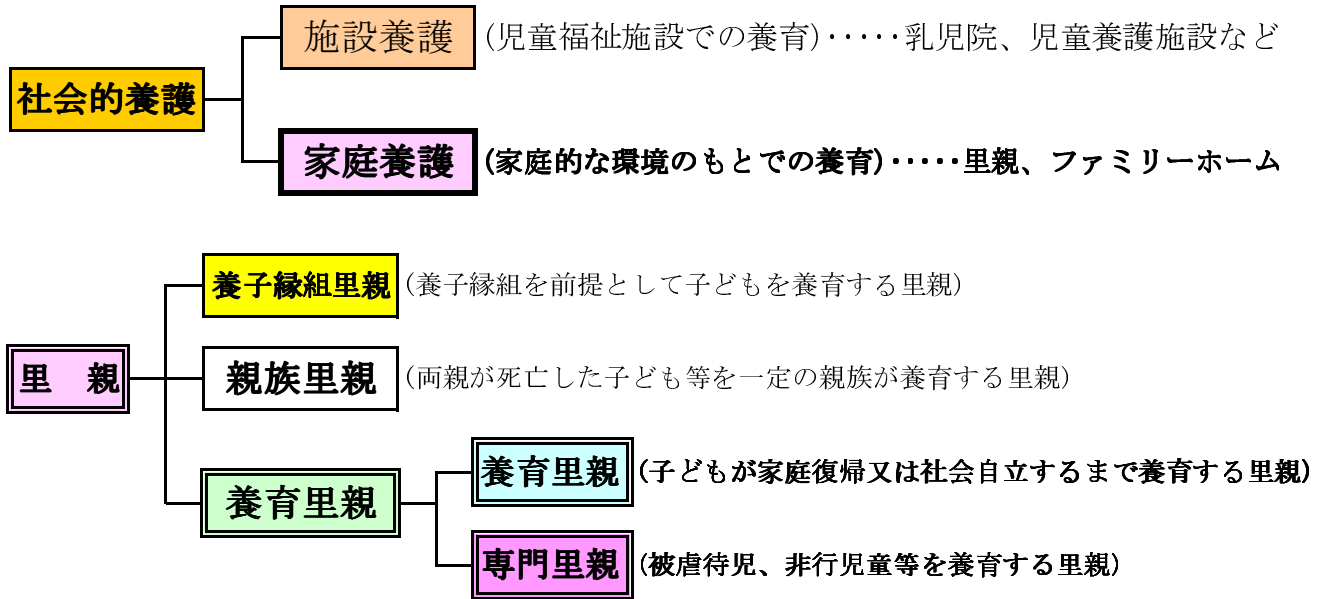 施設養護 (児童福祉施設での養育)‥‥‥乳児院、児童養護施設など
社会的養護
家庭養護 (家庭的な環境のもとでの養育)‥‥‥里親、ファミリーホーム
養子縁組里親 (養子縁組を前提として子どもを養育する里親)
里　親 親族里親 (両親が死亡した子ども等を一定の親族が養育する里親)
養育里親 (子どもが家庭復帰又は社会自立するまで養育する里親)
養育里親
専門里親 (被虐待児、非行児童等を養育する里親)